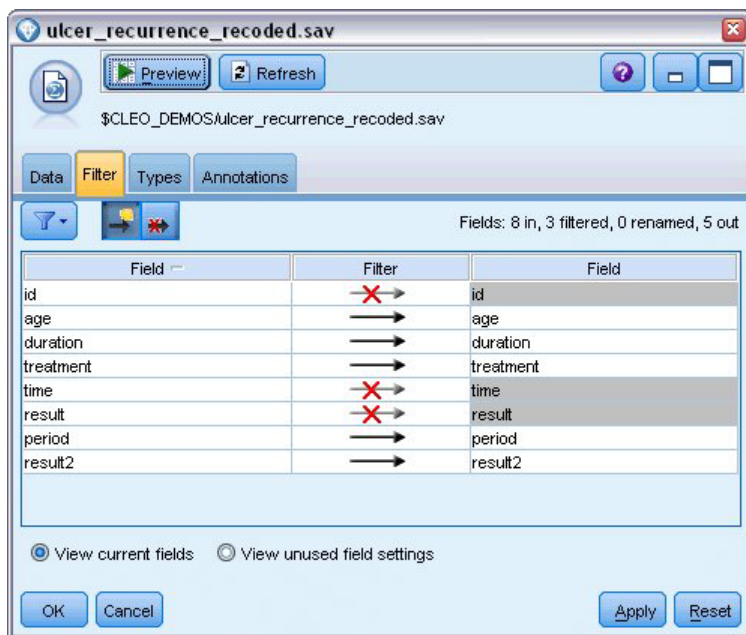 ulcer_recurrence_recoded.sav
Preview Refresh
$CLEO_DEMOS/ulcer_recurrence_recoded.sav
Data Filter Types Annotations
Fields: 8 in, 3 filtered, 0 renamed, 5 out
Field Filter Field
id id
age age
duration duration
treatment treatment
time time
result result
period period
result2 result2
View current fields View unused field settings
OK Cancel Apply Reset